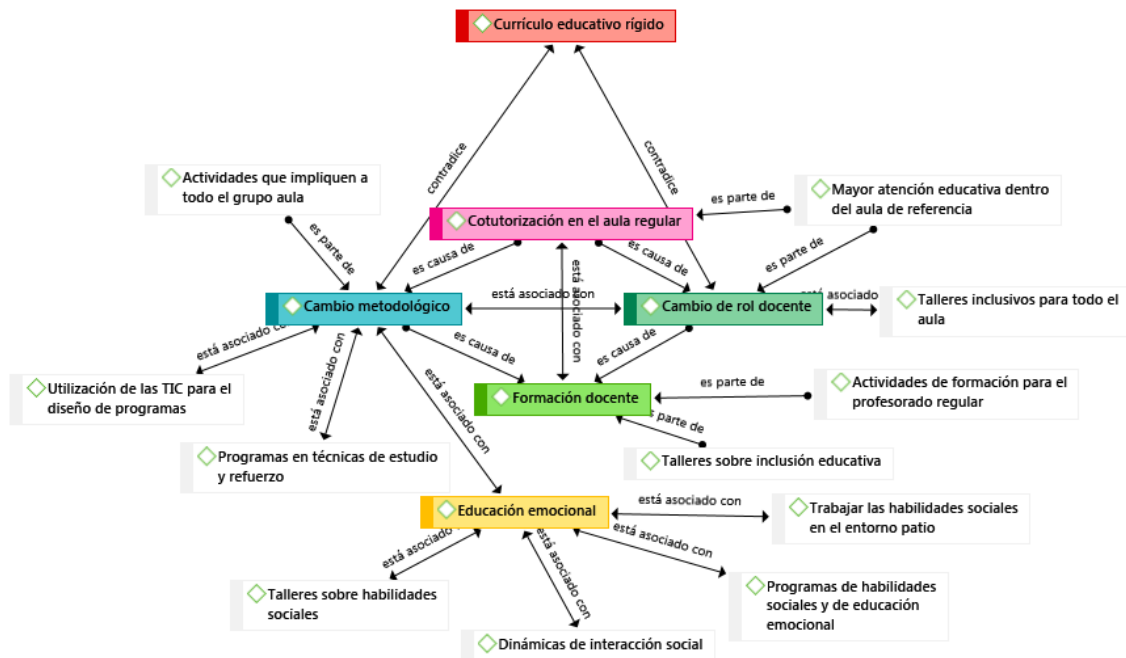 Currículo educativo rígido
contradice
contradice
Actividades que impliquen a
todo el grupo aula
Mayor atención educativa dentro
del aula de referencia
es parte de
Cotutorización en el aula regular
es parte de
es causa de
está asociado con
es causa de
es parte de
Cambio metodológico
está asociado con
Cambio de rol docente
está asociado
Talleres inclusivos para todo el
aula
está asociado con
está asociado con
es causa de
es causa de
Utilización de las TIC para el
diseño de programas
está asociado con
Formación docente
es parte de
Actividades de formación para el
profesorado regular
es parte de
Programas en técnicas de estudio
y refuerzo
Talleres sobre inclusión educativa
Educación emocional
está asociado con
Trabajar las habilidades sociales
en el entorno patio
está asociado
está asociado con
está asociado con
Talleres sobre habilidades
sociales
Programas de habilidades
sociales y de educación
emocional
Dinámicas de interacción social